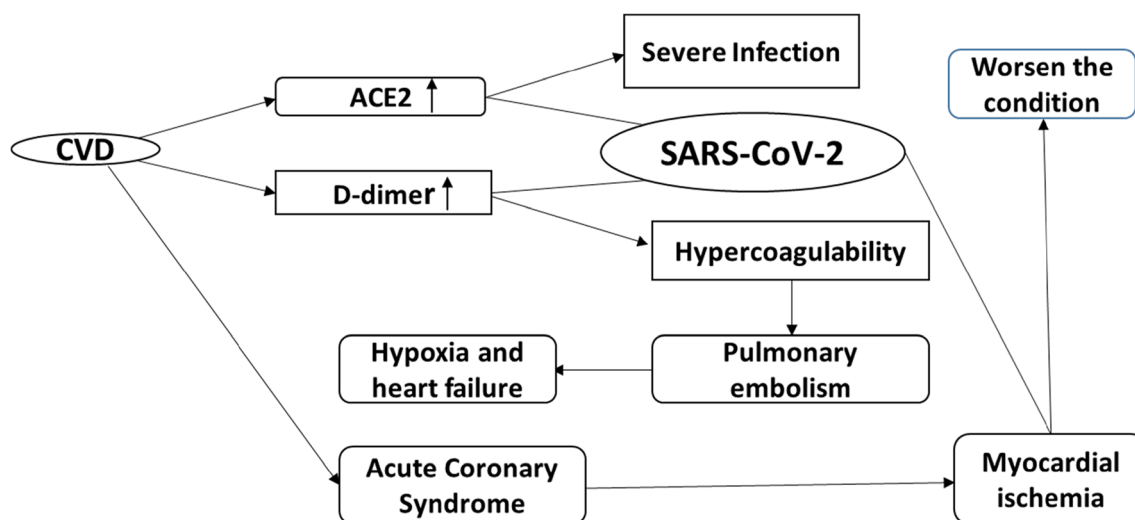 Severe Infection
Worsen the
condition
ACE2
CVD
SARS-CoV-2
D-dimer
Hypercoagulability
Hypoxia and
heart failure
Pulmonary
embolism
Acute Coronary
Syndrome
Myocardial
ischemia